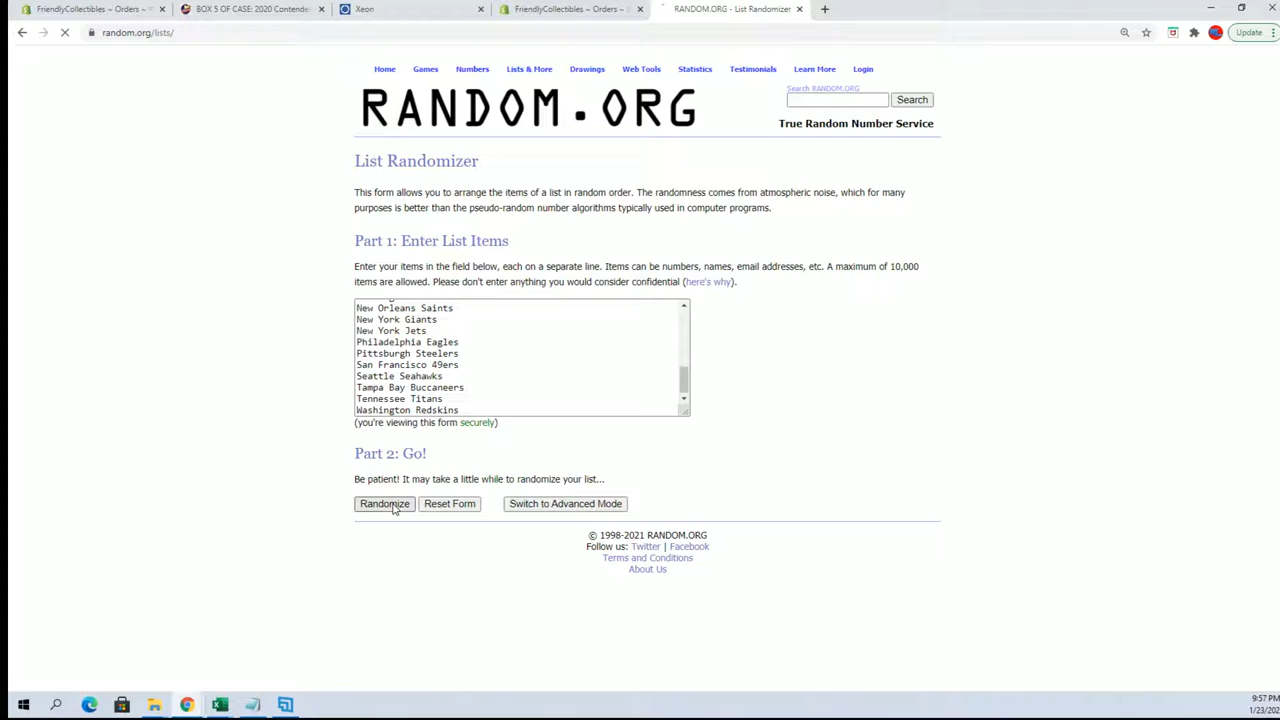 FriendlyCollectibles ~ Orders ~
BOX 5 OF CASE: 2020 Contende
Xeon
FriendlyCollectibles ~ Orders ~
RANDOM.ORG - List Randomizer
random.org/lists/
Update
Home
Games
Numbers
Lists & More
Drawings
Web Tools
Statistics
Testimonials
Learn More
Login
RANDOM.ORG
Search RANDOM.ORG
Search
True Random Number Service
List Randomizer
This form allows you to arrange the items of a list in random order. The randomness comes from atmospheric noise, which for many
purposes is better than the pseudo-random number algorithms typically used in computer programs.
Part 1: Enter List Items
Enter your items in the field below, each on a separate line. Items can be numbers, names, email addresses, etc. A maximum of 10,000
items are allowed. Please don't enter anything you would consider confidential (here's why).
New Orleans Saints
New York Giants
New York Jets
Philadelphia Eagles
Pittsburgh Steelers
San Francisco 49ers
Seattle Seahawks
Tampa Bay Buccaneers
Tennessee Titans
Washington Redskins
(you're viewing this form securely)
Part 2: Go!
Be patient! It may take a little while to randomize your list...
Randomize
Reset Form
Switch to Advanced Mode
© 1998-2021 RANDOM.ORG
Follow us: Twitter | Facebook
Terms and Conditions
About Us
9:57 PM
1/23/202